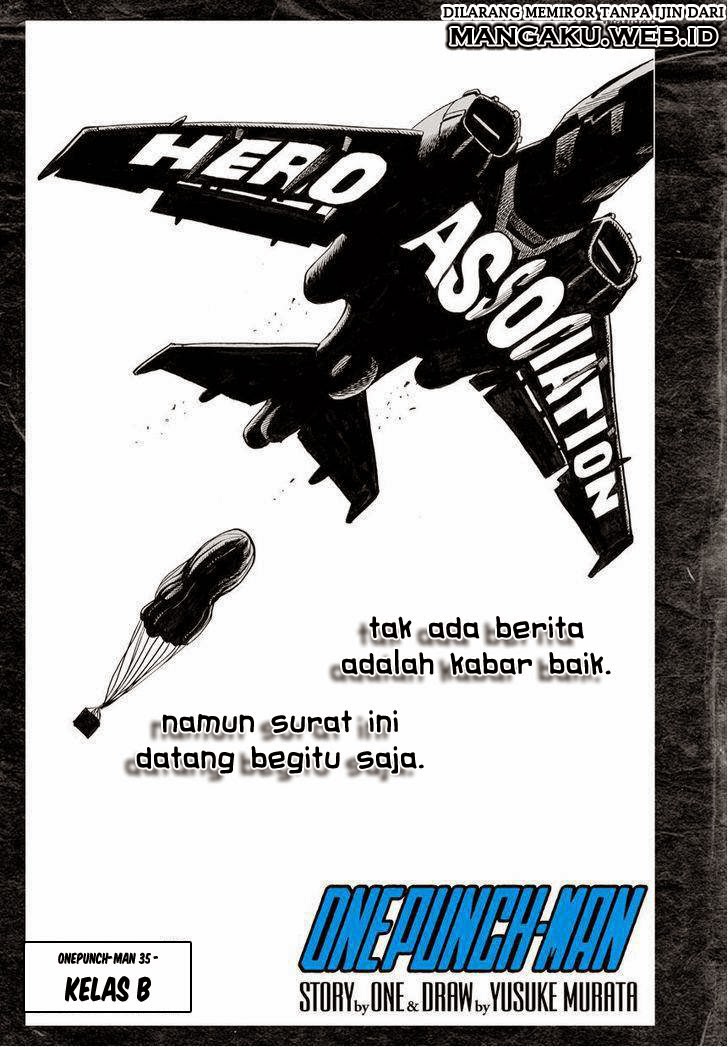 DILARANG MEMIROR TANPA IJIN DARI
MANGAKU.WEB.ID
HERO
ASSOCIATION
tak ada berita
adalah kabar baik.
namun surat ini
datang begitu saja.
ONEPUNCH-MAN
STORY by ONE & DRAW by YUSUKE MURATA
ONEPUNCH-MAN 35 -
KELAS B